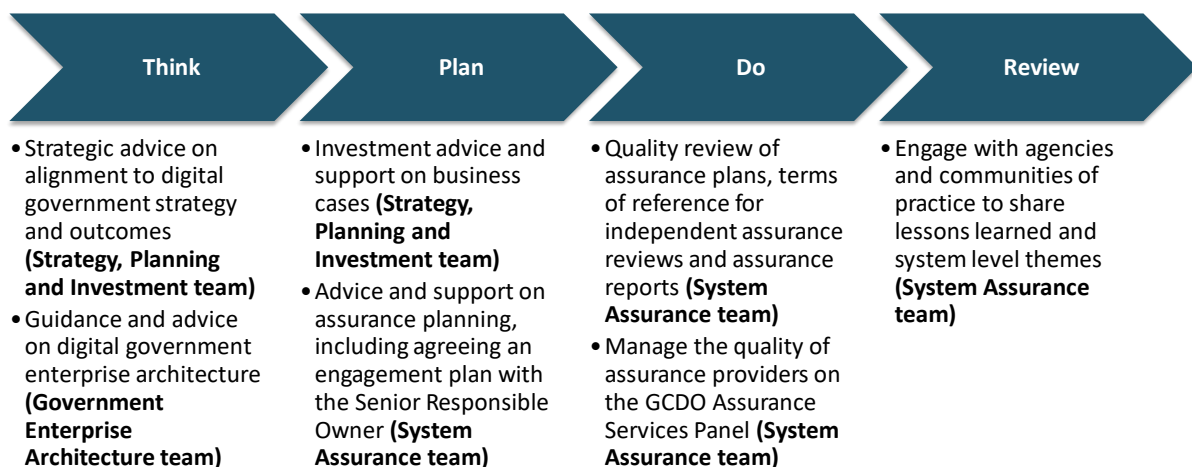 Think
Plan
Do
Review
•Strategic advice on
alignment to digital
government strategy
and outcomes
(Strategy, Planning
and Investment team)
•Guidance and advice
on digital government
enterprise architecture
(Government
Enterprise
Architecture team)
•Investment advice and
support on business
cases (Strategy,
Planning and
Investment team)
•Advice and support on
assurance planning,
including agreeing an
engagement plan with
the Senior Responsible
Owner (System
Assurance team)
•Quality review of
assurance plans, terms
of reference for
independent assurance
reviews and assurance
reports (System
Assurance team)
•Manage the quality of
assurance providers on
the GCDO Assurance
Services Panel (System
Assurance team)
•Engage with agencies
and communities of
practice to share
lessons learned and
system level themes
(System Assurance
team)